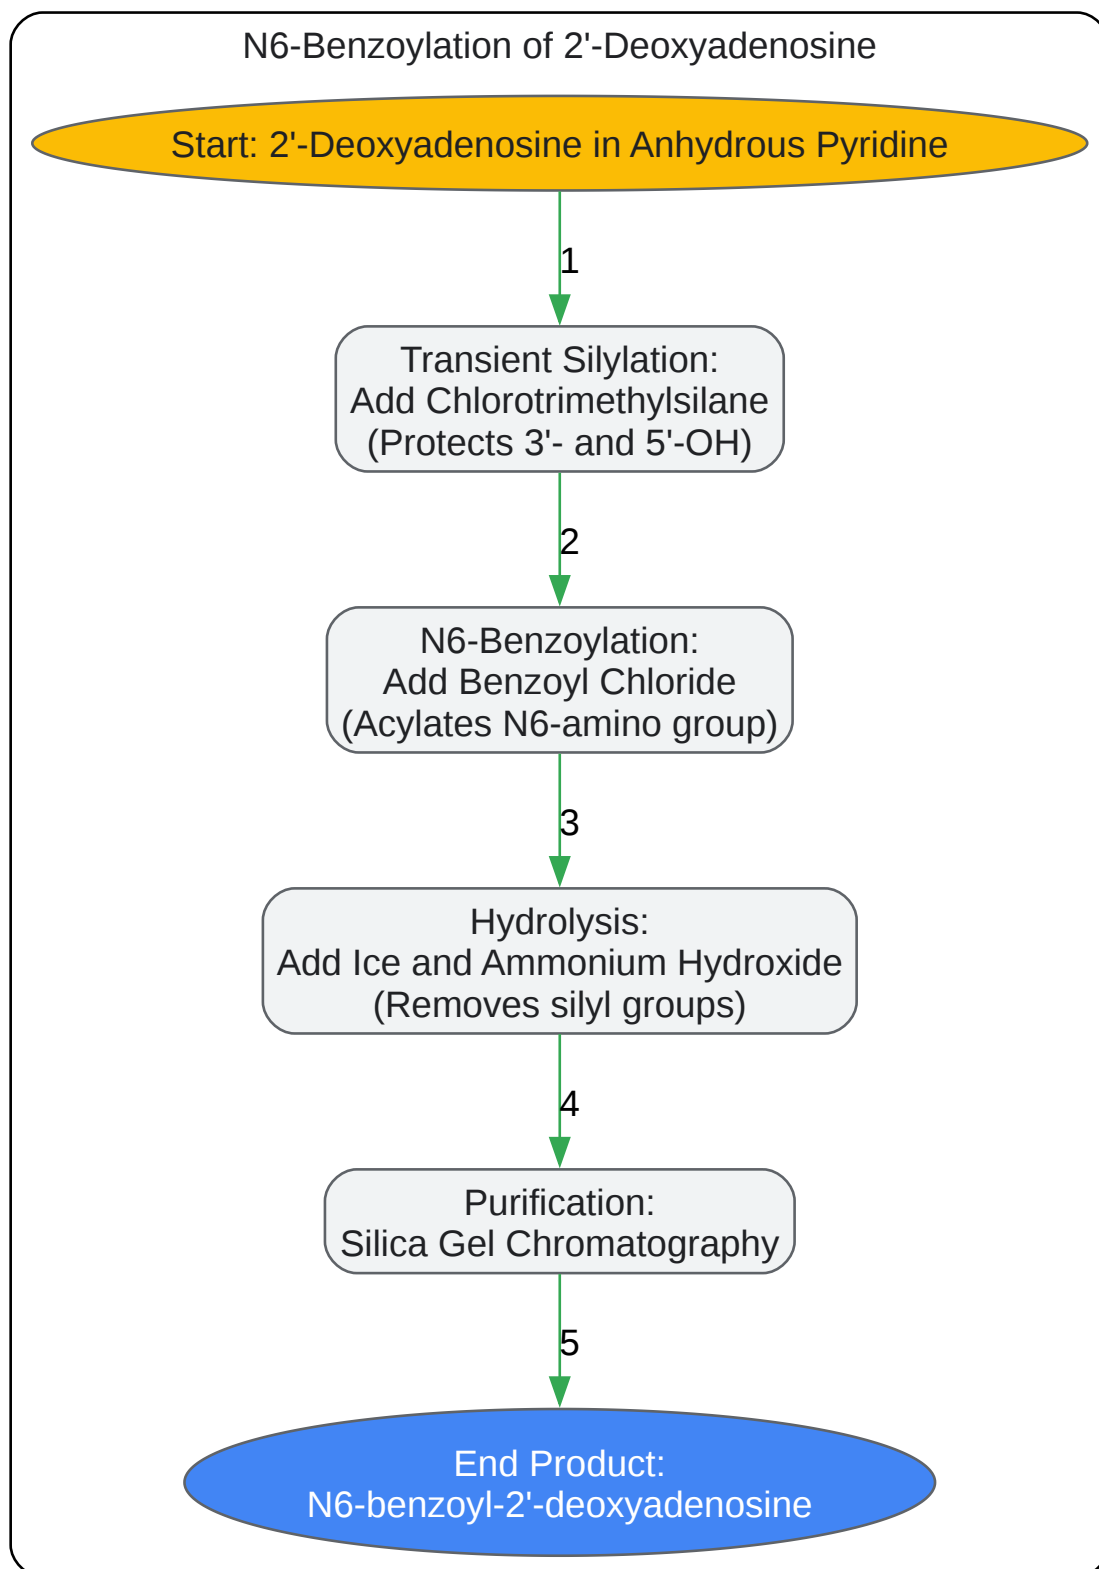 N6-Benzoylation of 2'-Deoxyadenosine
Start: 2'-Deoxyadenosine in Anhydrous Pyridine
1
Transient Silylation:
Add Chlorotrimethylsilane
(Protects 3'- and 5'-OH)
2
N6-Benzoylation:
Add Benzoyl Chloride
(Acylates N6-amino group)
3
Hydrolysis:
Add Ice and Ammonium Hydroxide
(Removes silyl groups)
4
Purification:
Silica Gel Chromatography
5
End Product:
N6-benzoyl-2'-deoxyadenosine